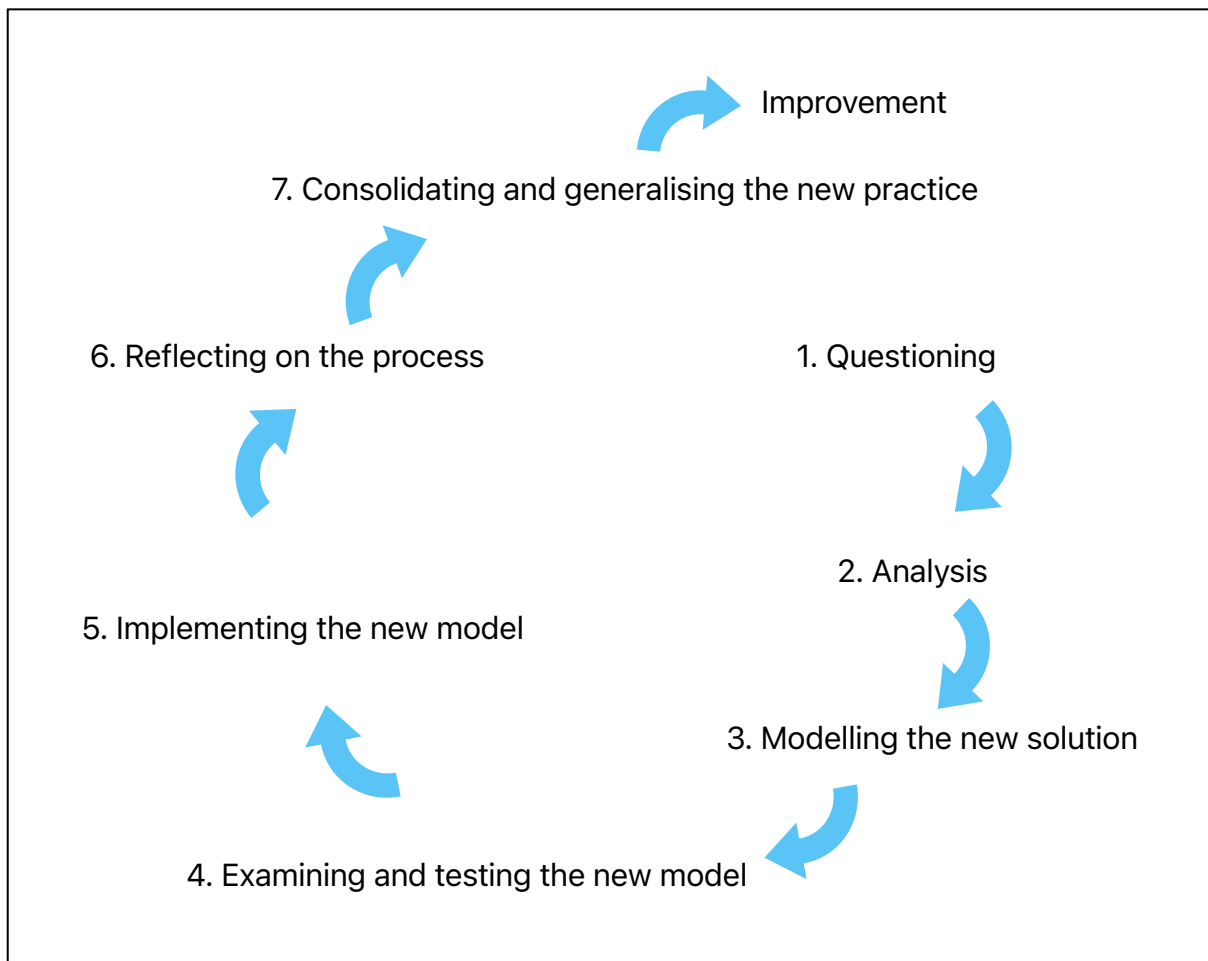 Improvement
7. Consolidating and generalising the new practice
6. Reflecting on the process
1. Questioning
2. Analysis
5. Implementing the new model
3. Modelling the new solution
4. Examining and testing the new model